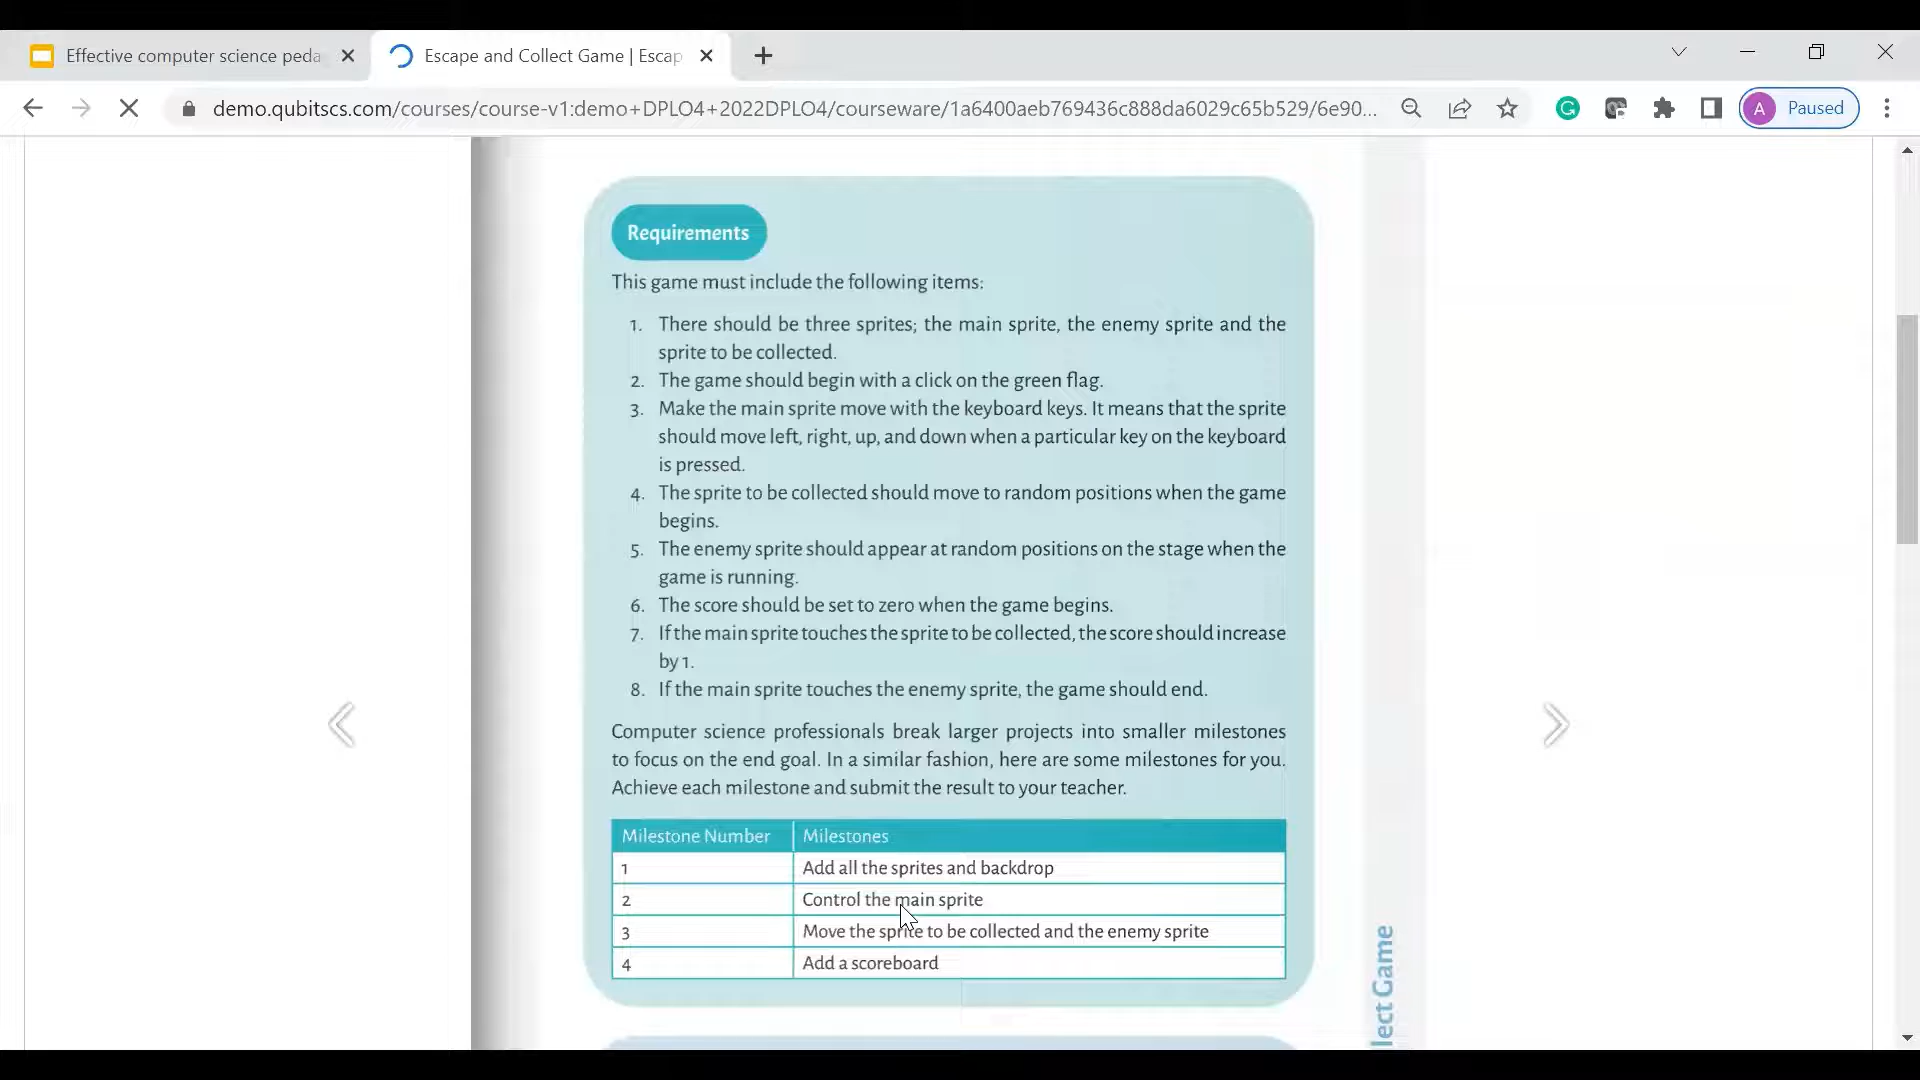 Effective computer science peda
Escape and Collect Game | Escap
demo.qubitscs.com/courses/course-v1:demo+DPLO4+2022DPLO4/courseware/1a6400aeb769436c888da6029c65b529/6e90...
A Paused
Requirements
This game must include the following items:
1. There should be three sprites; the main sprite, the enemy sprite and the
sprite to be collected.
2. The game should begin with a click on the green flag.
3. Make the main sprite move with the keyboard keys. It means that the sprite
should move left, right, up, and down when a particular key on the keyboard
is pressed.
4. The sprite to be collected should move to random positions when the game
begins.
5. The enemy sprite should appear at random positions on the stage when the
game is running.
6. The score should be set to zero when the game begins.
7. If the main sprite touches the sprite to be collected, the score should increase
by 1.
8. If the main sprite touches the enemy sprite, the game should end.
Computer science professionals break larger projects into smaller milestones
to focus on the end goal. In a similar fashion, here are some milestones for you.
Achieve each milestone and submit the result to your teacher.
Milestone Number Milestones
1 Add all the sprites and backdrop
2 Control the main sprite
3 Move the sprite to be collected and the enemy sprite
4 Add a scoreboard
lect Game